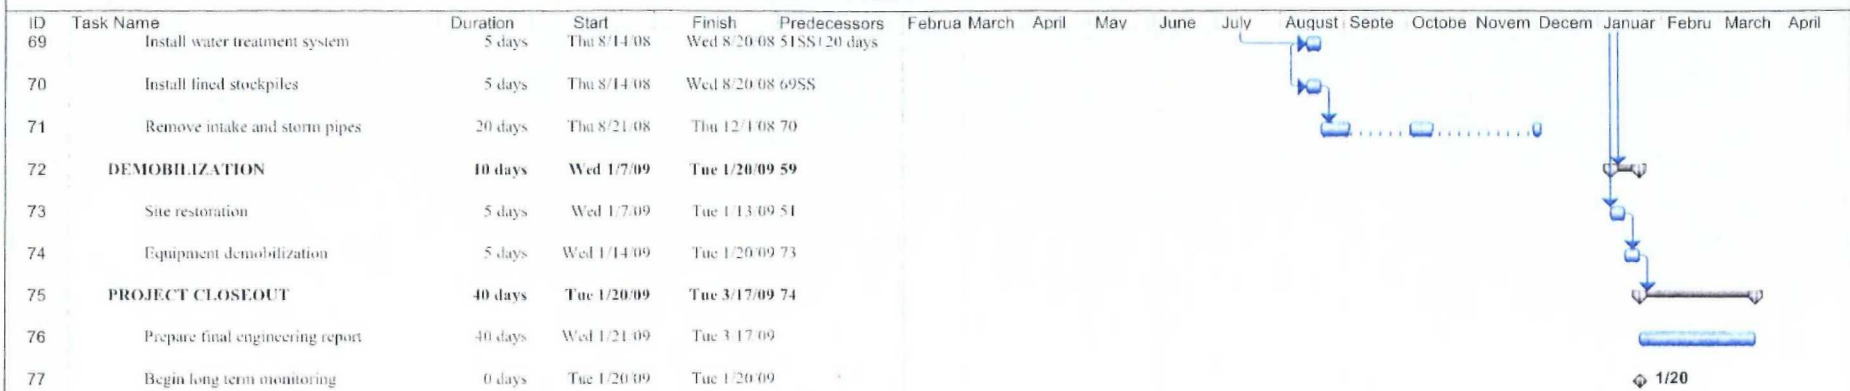 ID Task Name Duration Start Finish Predecessors Februa March April May June July August Septe Octobe Novem Decem Januar Febru March April
69 Install water treatment system 5 days Thu 8/14/08 Wed 8/20/08 51SS+20 days
70 Install lined stockpiles 5 days Thu 8/14/08 Wed 8/20/08 69SS
71 Remove intake and storm pipes 20 days Thu 8/21/08 Thu 12/4/08 70
72 DEMOBILIZATION 10 days Wed 1/7/09 Tue 1/20/09 59
73 Site restoration 5 days Wed 1/7/09 Tue 1/13/09 51
74 Equipment demobilization 5 days Wed 1/14/09 Tue 1/20/09 73
75 PROJECT CLOSEOUT 40 days Tue 1/20/09 Tue 3/17/09 74
76 Prepare final engineering report 40 days Wed 1/21/09 Tue 3/17/09
77 Begin long term monitoring 0 days Tue 1/20/09 Tue 1/20/09 1/20